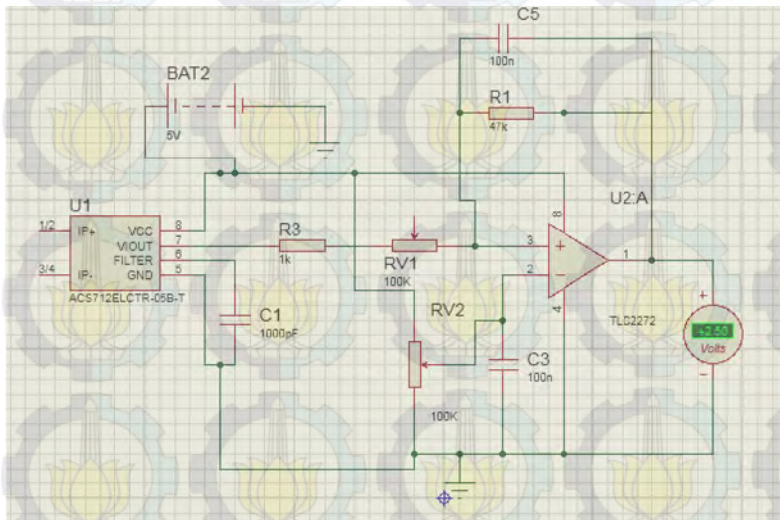 C5
100n
BAT2
5V
R1
47k
U1
1/2
IP+
VCC
8
VIOUT
7
FILTER
6
3/4
IP-
GND
5
ACS712ELCTR-05B-T
R3
1k
RV1
100K
C1
1000pF
RV2
100K
C3
100n
U2:A
8
3
+
2
−
1
4
TLC2272
+
+2.50
Volts
−